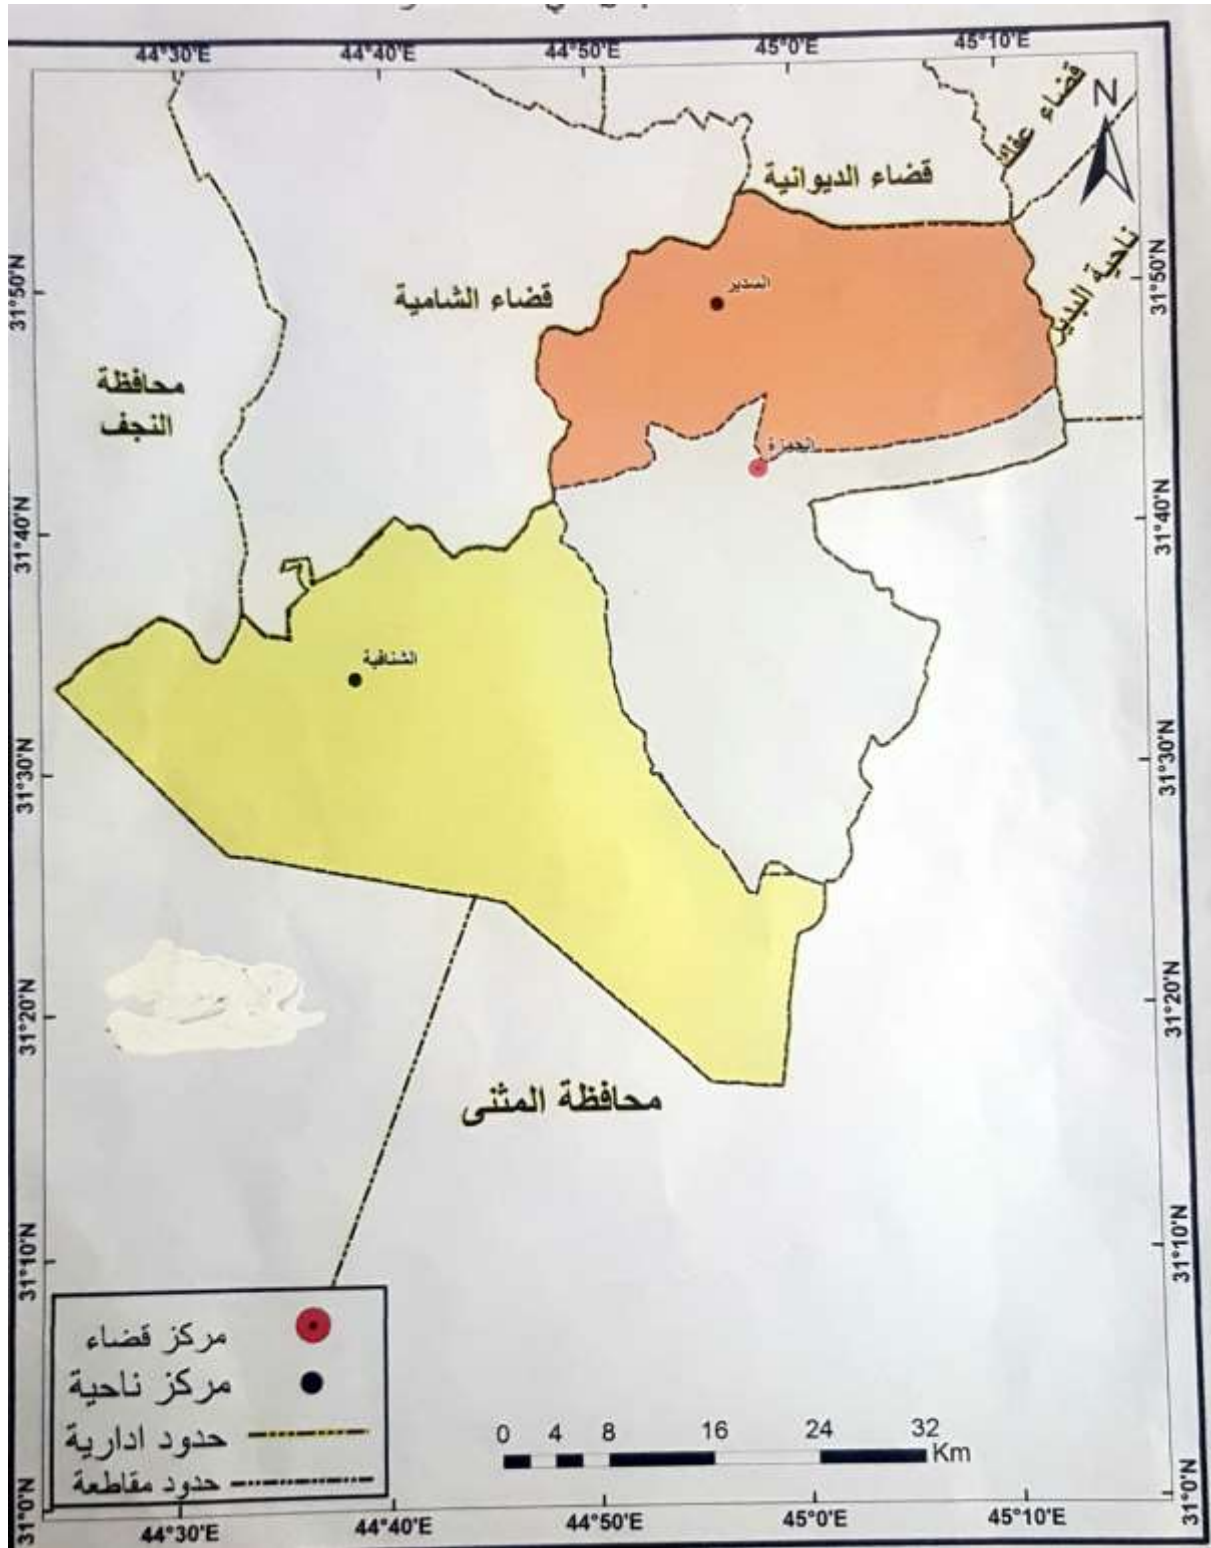 44°30'E 44°40'E 44°50'E 45°0'E 45°10'E
N
قضاء عفك
قضاء الديوانية
ناحية البدير
31°50'N 31°50'N
السدير
قضاء الشامية
محافظة
النجف
الحمزة
31°40'N 31°40'N
الشنافية
31°30'N 31°30'N
31°20'N 31°20'N
محافظة المثنى
31°10'N 31°10'N
مركز قضاء
مركز ناحية
حدود ادارية
حدود مقاطعة
0 4 8 16 24 32
Km
31°0'N 31°0'N
44°30'E 44°40'E 44°50'E 45°0'E 45°10'E